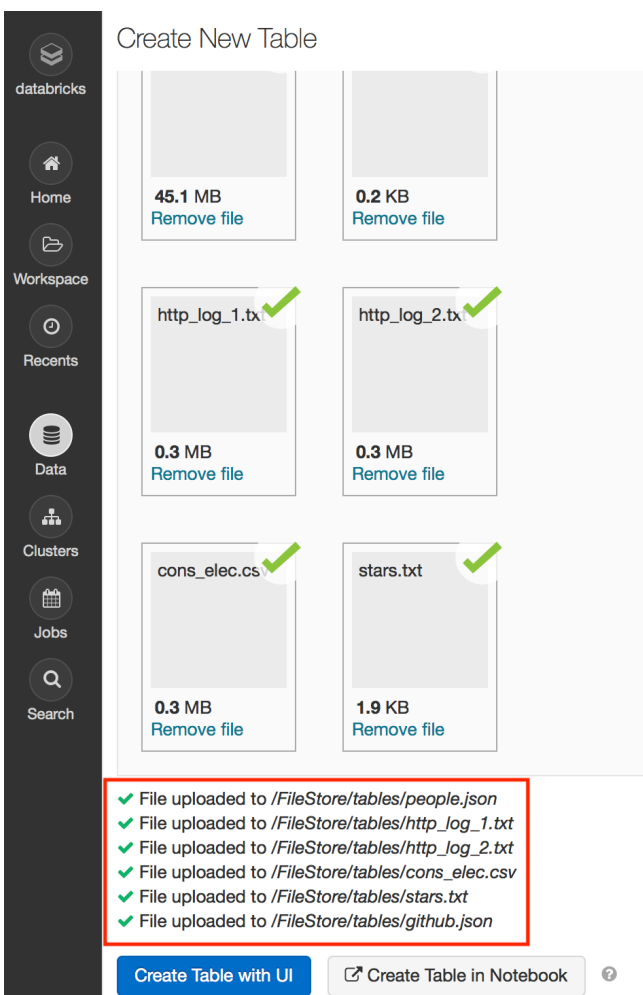 Create New Table
databricks
Home
Workspace
Recents
Data
Clusters
Jobs
Search
45.1 MB
Remove file
0.2 KB
Remove file
http_log_1.txt
0.3 MB
Remove file
http_log_2.txt
0.3 MB
Remove file
cons_elec.csv
0.3 MB
Remove file
stars.txt
1.9 KB
Remove file
File uploaded to /FileStore/tables/people.json
File uploaded to /FileStore/tables/http_log_1.txt
File uploaded to /FileStore/tables/http_log_2.txt
File uploaded to /FileStore/tables/cons_elec.csv
File uploaded to /FileStore/tables/stars.txt
File uploaded to /FileStore/tables/github.json
Create Table with UI
Create Table in Notebook
?